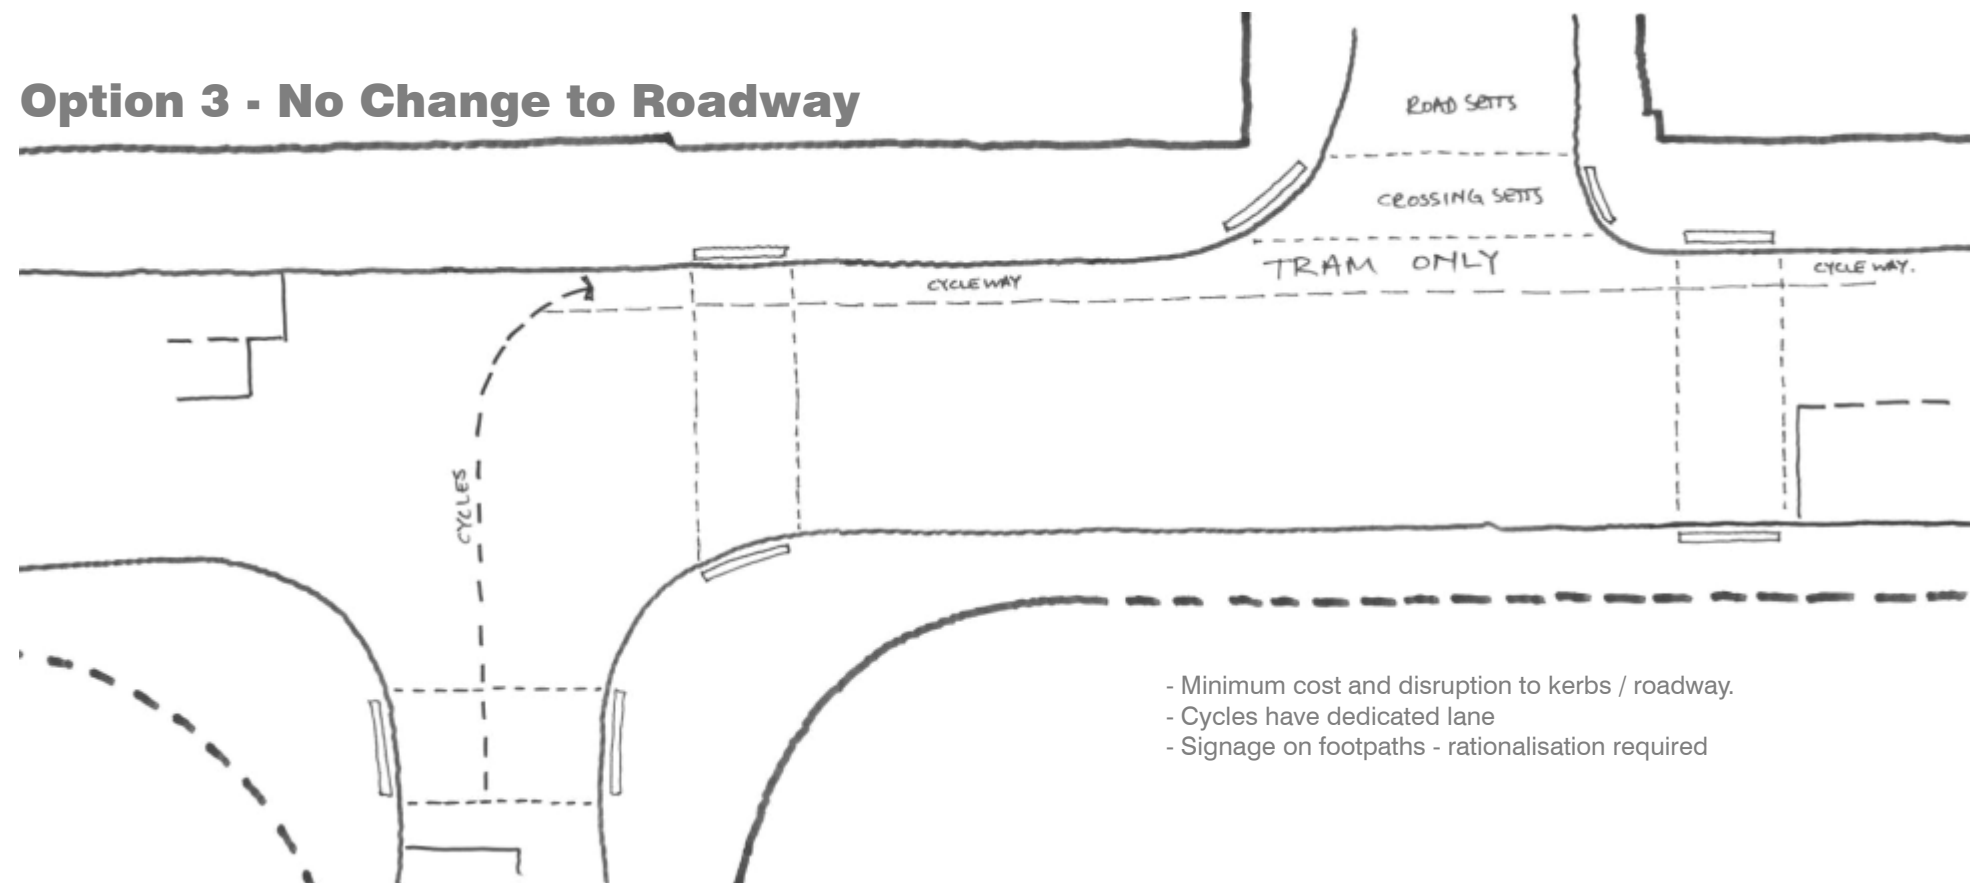 Option 3 - No Change to Roadway
ROAD SETTS
CROSSING SETTS
TRAM ONLY
CYCLEWAY
CYCLE WAY.
CYCLES
- Minimum cost and disruption to kerbs / roadway.
- Cycles have dedicated lane
- Signage on footpaths - rationalisation required